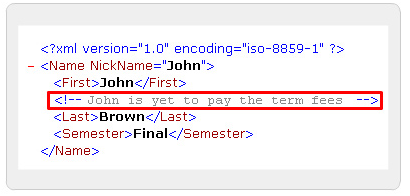 <?xml version="1.0" encoding="iso-8859-1" ?>
- <Name NickName="John">
<First>John</First>
<!-- John is yet to pay the term fees -->
<Last>Brown</Last>
<Semester>Final</Semester>
</Name>